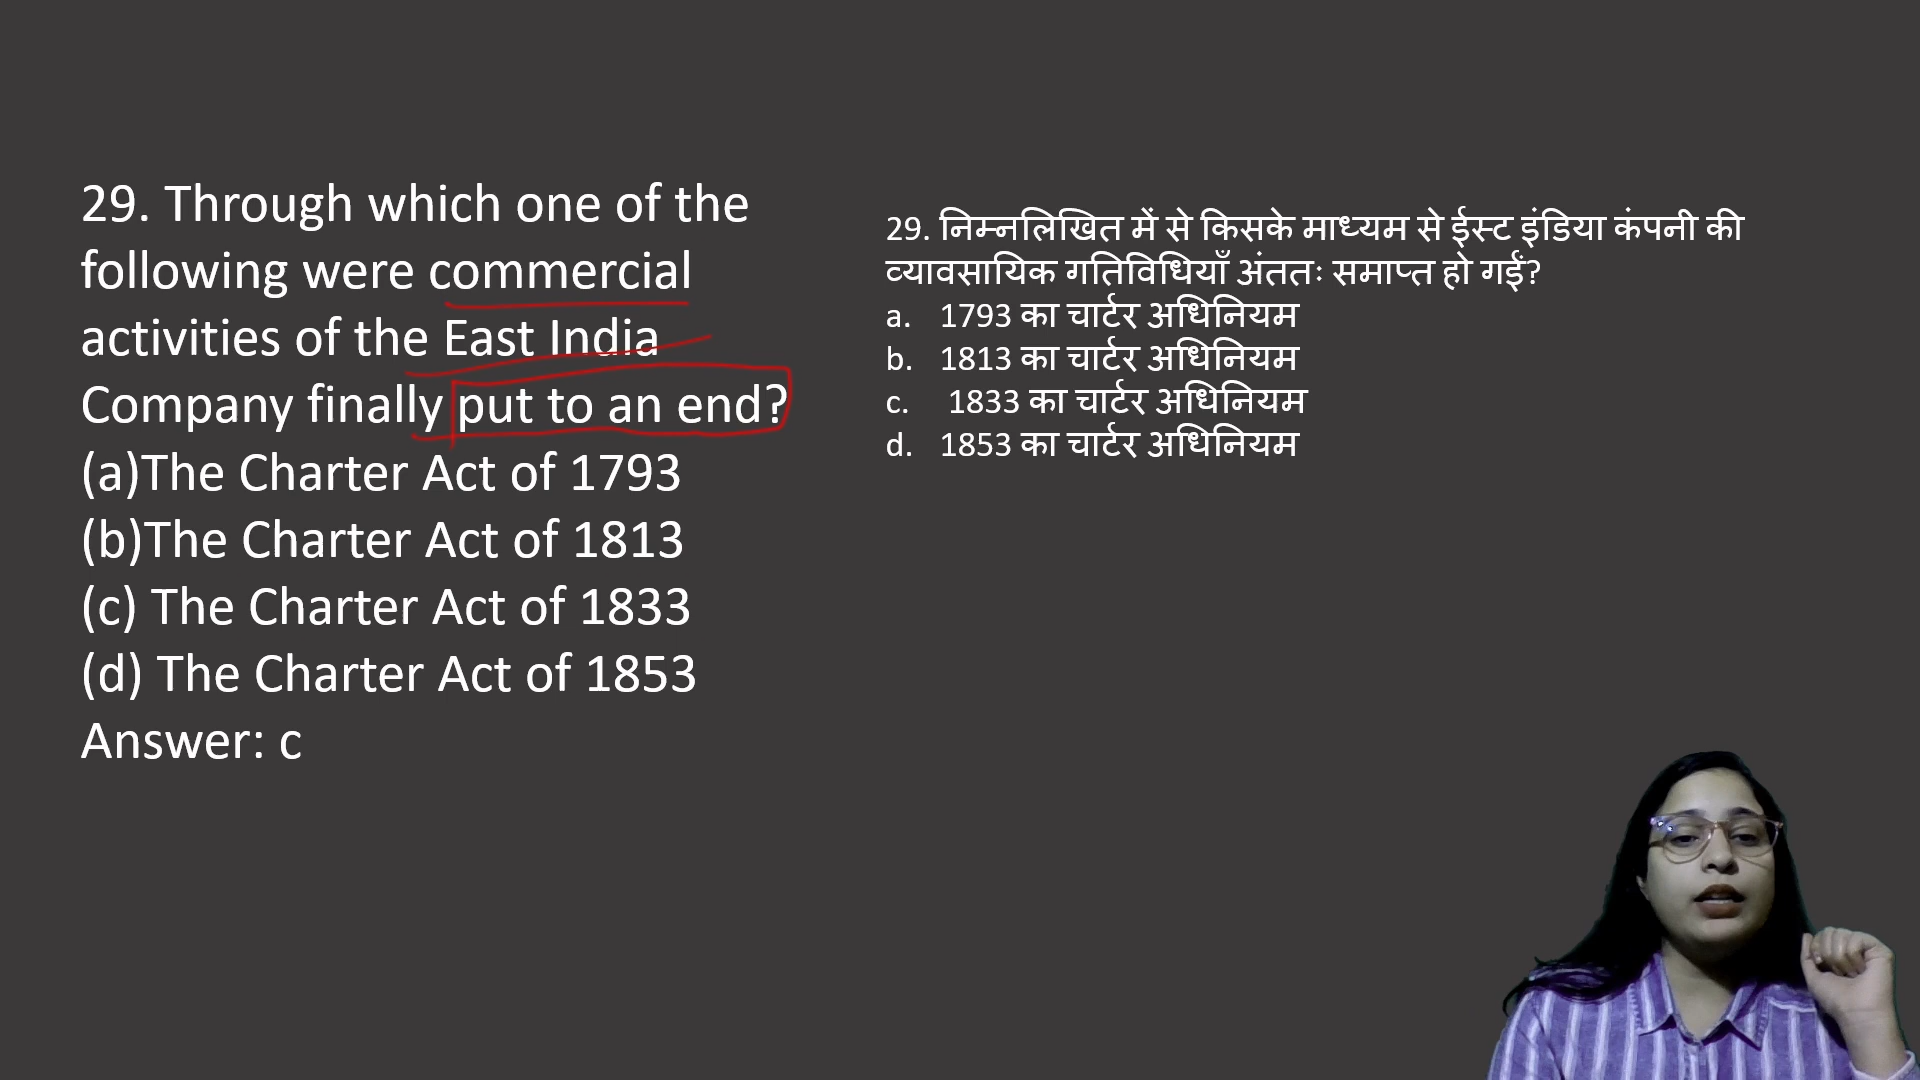 29. Through which one of the
following were commercial
activities of the East India
Company finally put to an end?
(a)The Charter Act of 1793
(b)The Charter Act of 1813
(c) The Charter Act of 1833
(d) The Charter Act of 1853
Answer: c
29. निम्नलिखित में से किसके माध्यम से ईस्ट इंडिया कंपनी की
व्यावसायिक गतिविधियाँ अंततः समाप्त हो गईं?
a. 1793 का चार्टर अधिनियम
b. 1813 का चार्टर अधिनियम
c. 1833 का चार्टर अधिनियम
d. 1853 का चार्टर अधिनियम